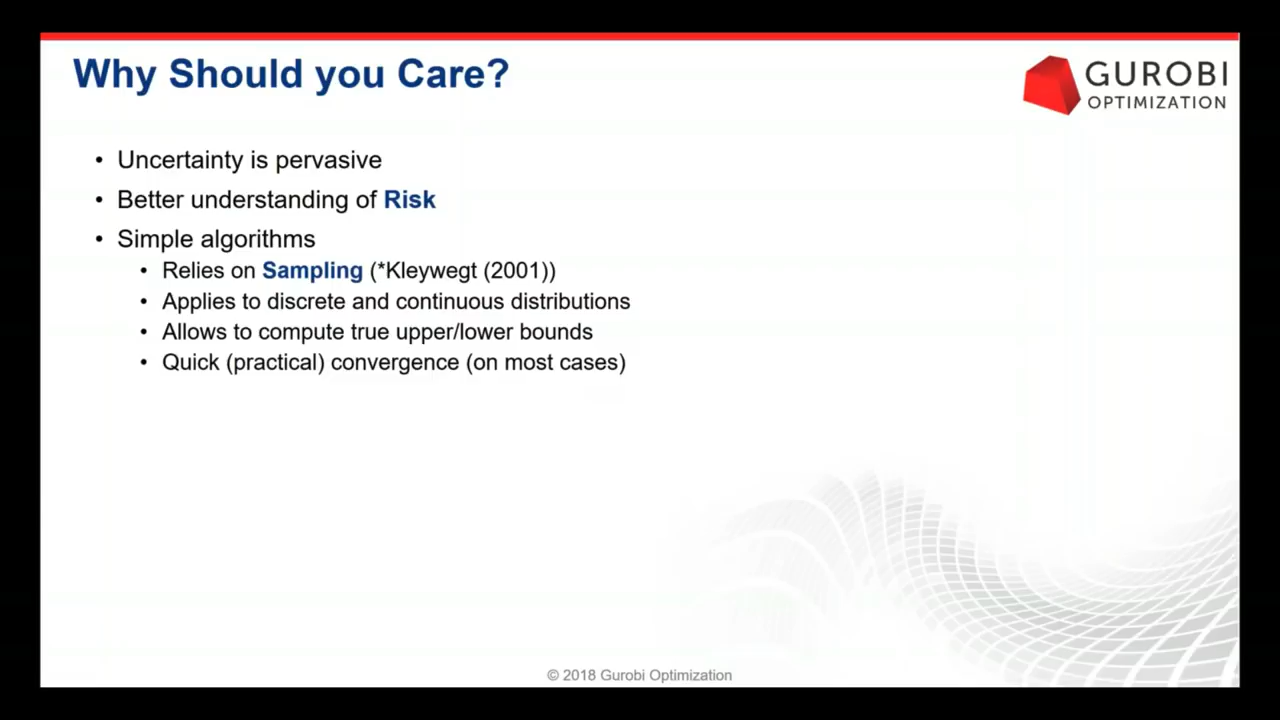 Why Should you Care?
GUROBI
OPTIMIZATION
• Uncertainty is pervasive
• Better understanding of Risk
• Simple algorithms
• Relies on Sampling (*Kleywegt (2001))
• Applies to discrete and continuous distributions
• Allows to compute true upper/lower bounds
• Quick (practical) convergence (on most cases)
© 2018 Gurobi Optimization